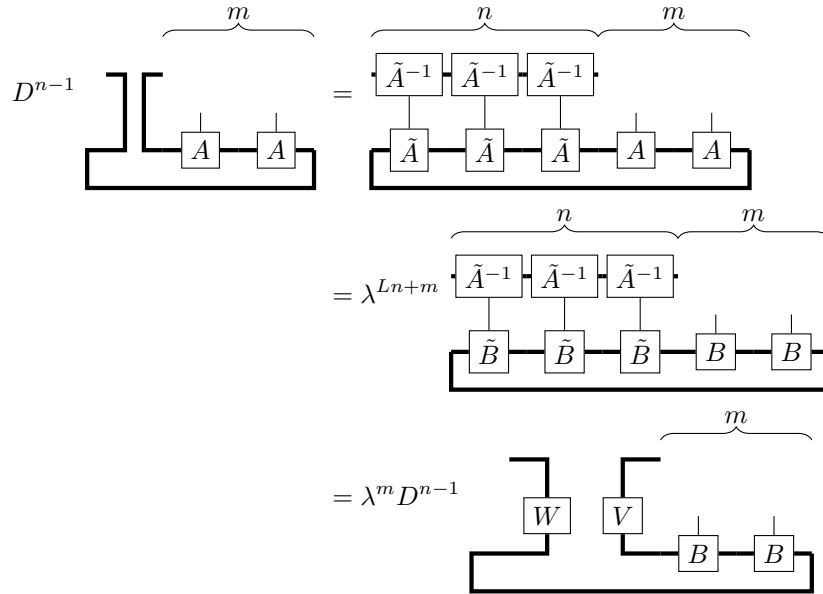 m n m
D^{n-1} = Ã^{-1} Ã^{-1} Ã^{-1}
A A Ã Ã Ã A A
n m
= λ^{Ln+m} Ã^{-1} Ã^{-1} Ã^{-1}
B̃ B̃ B̃ B B
m
= λ^m D^{n-1} W V
B B